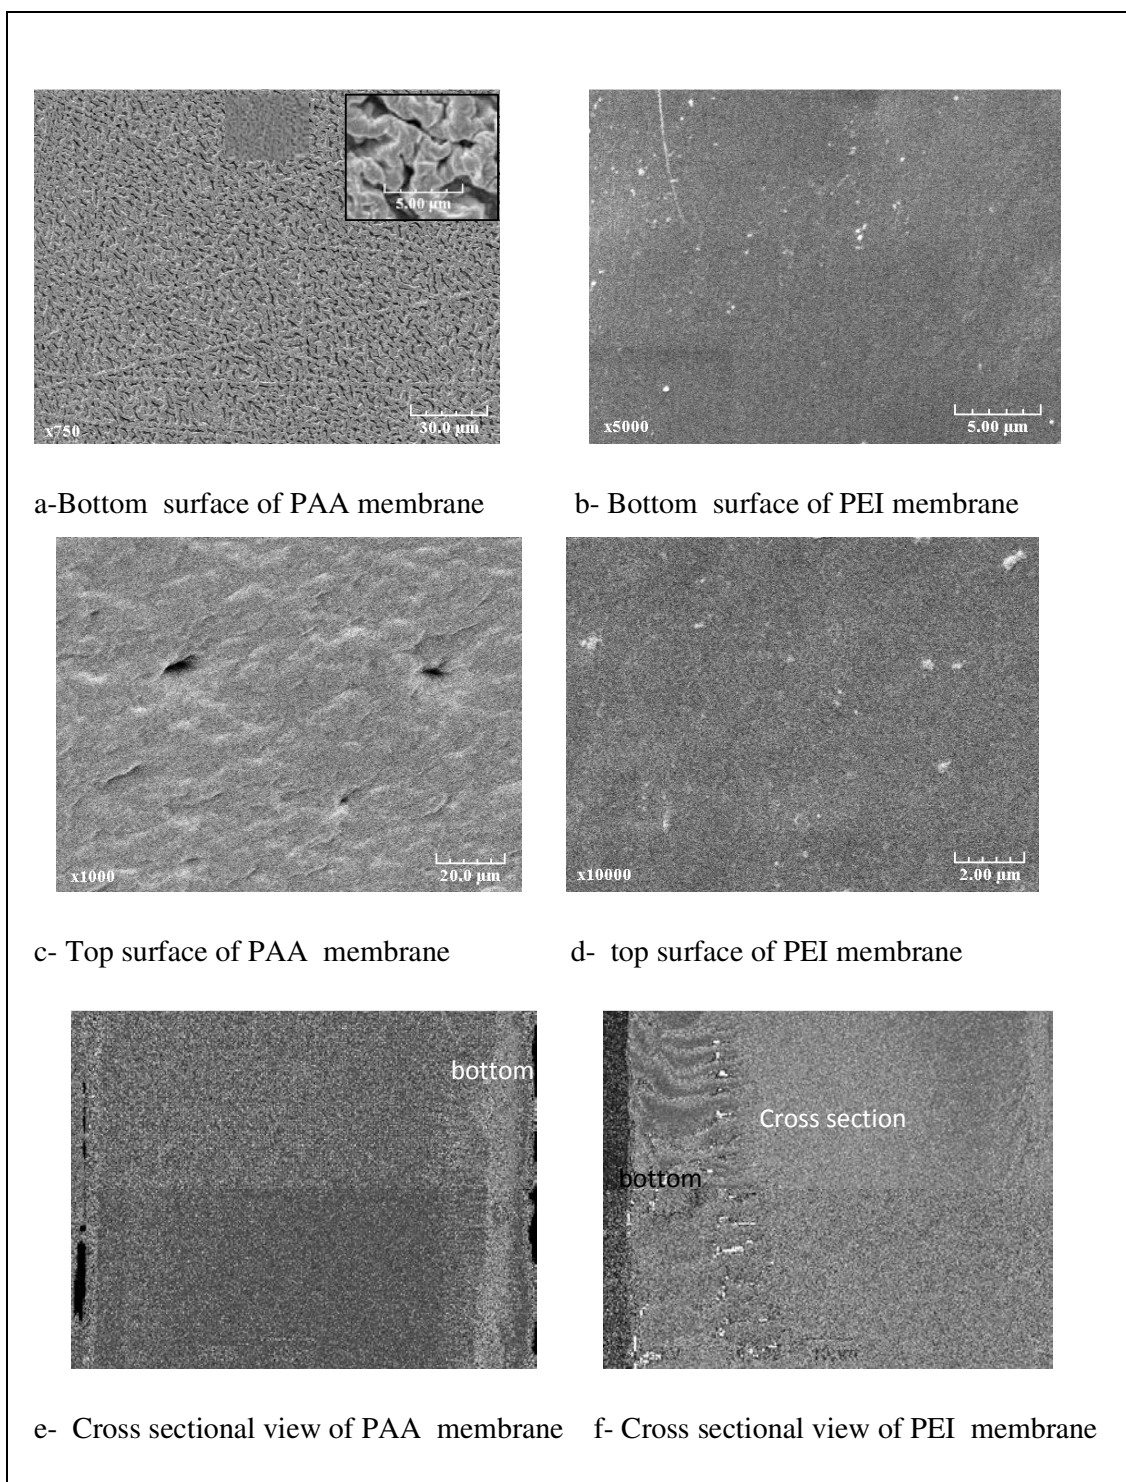 5.00 µm
x750
30.0 µm
x5000
5.00 µm
a-Bottom surface of PAA membrane
b- Bottom surface of PEI membrane
x1000
20.0 µm
x10000
2.00 µm
c- Top surface of PAA membrane
d- top surface of PEI membrane
bottom
Cross section
bottom
e- Cross sectional view of PAA membrane
f- Cross sectional view of PEI membrane